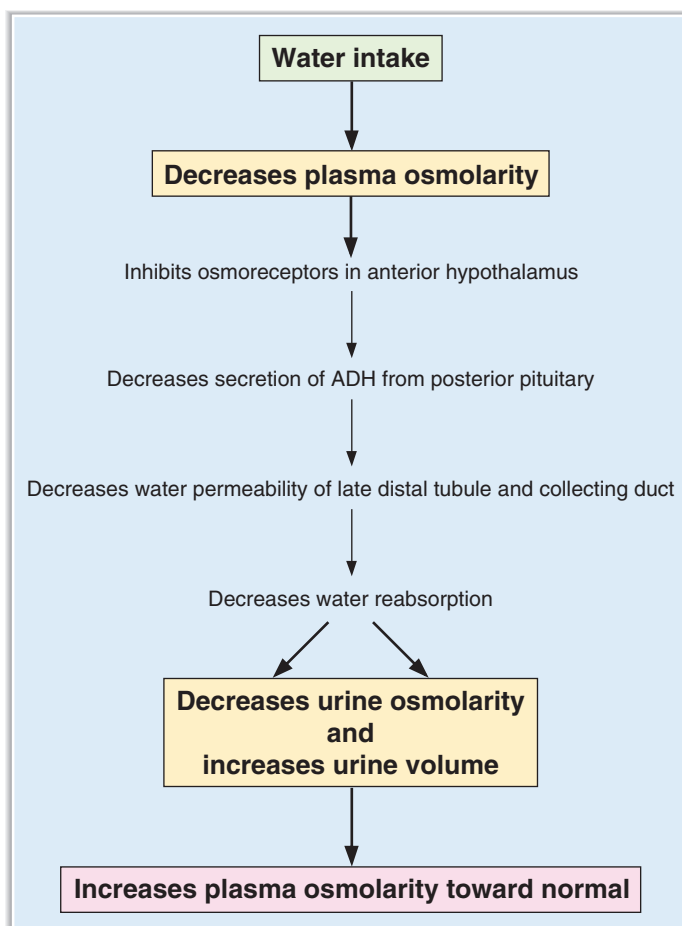 Water intake
Decreases plasma osmolarity
Inhibits osmoreceptors in anterior hypothalamus
Decreases secretion of ADH from posterior pituitary
Decreases water permeability of late distal tubule and collecting duct
Decreases water reabsorption
Decreases urine osmolarity
and
increases urine volume
Increases plasma osmolarity toward normal